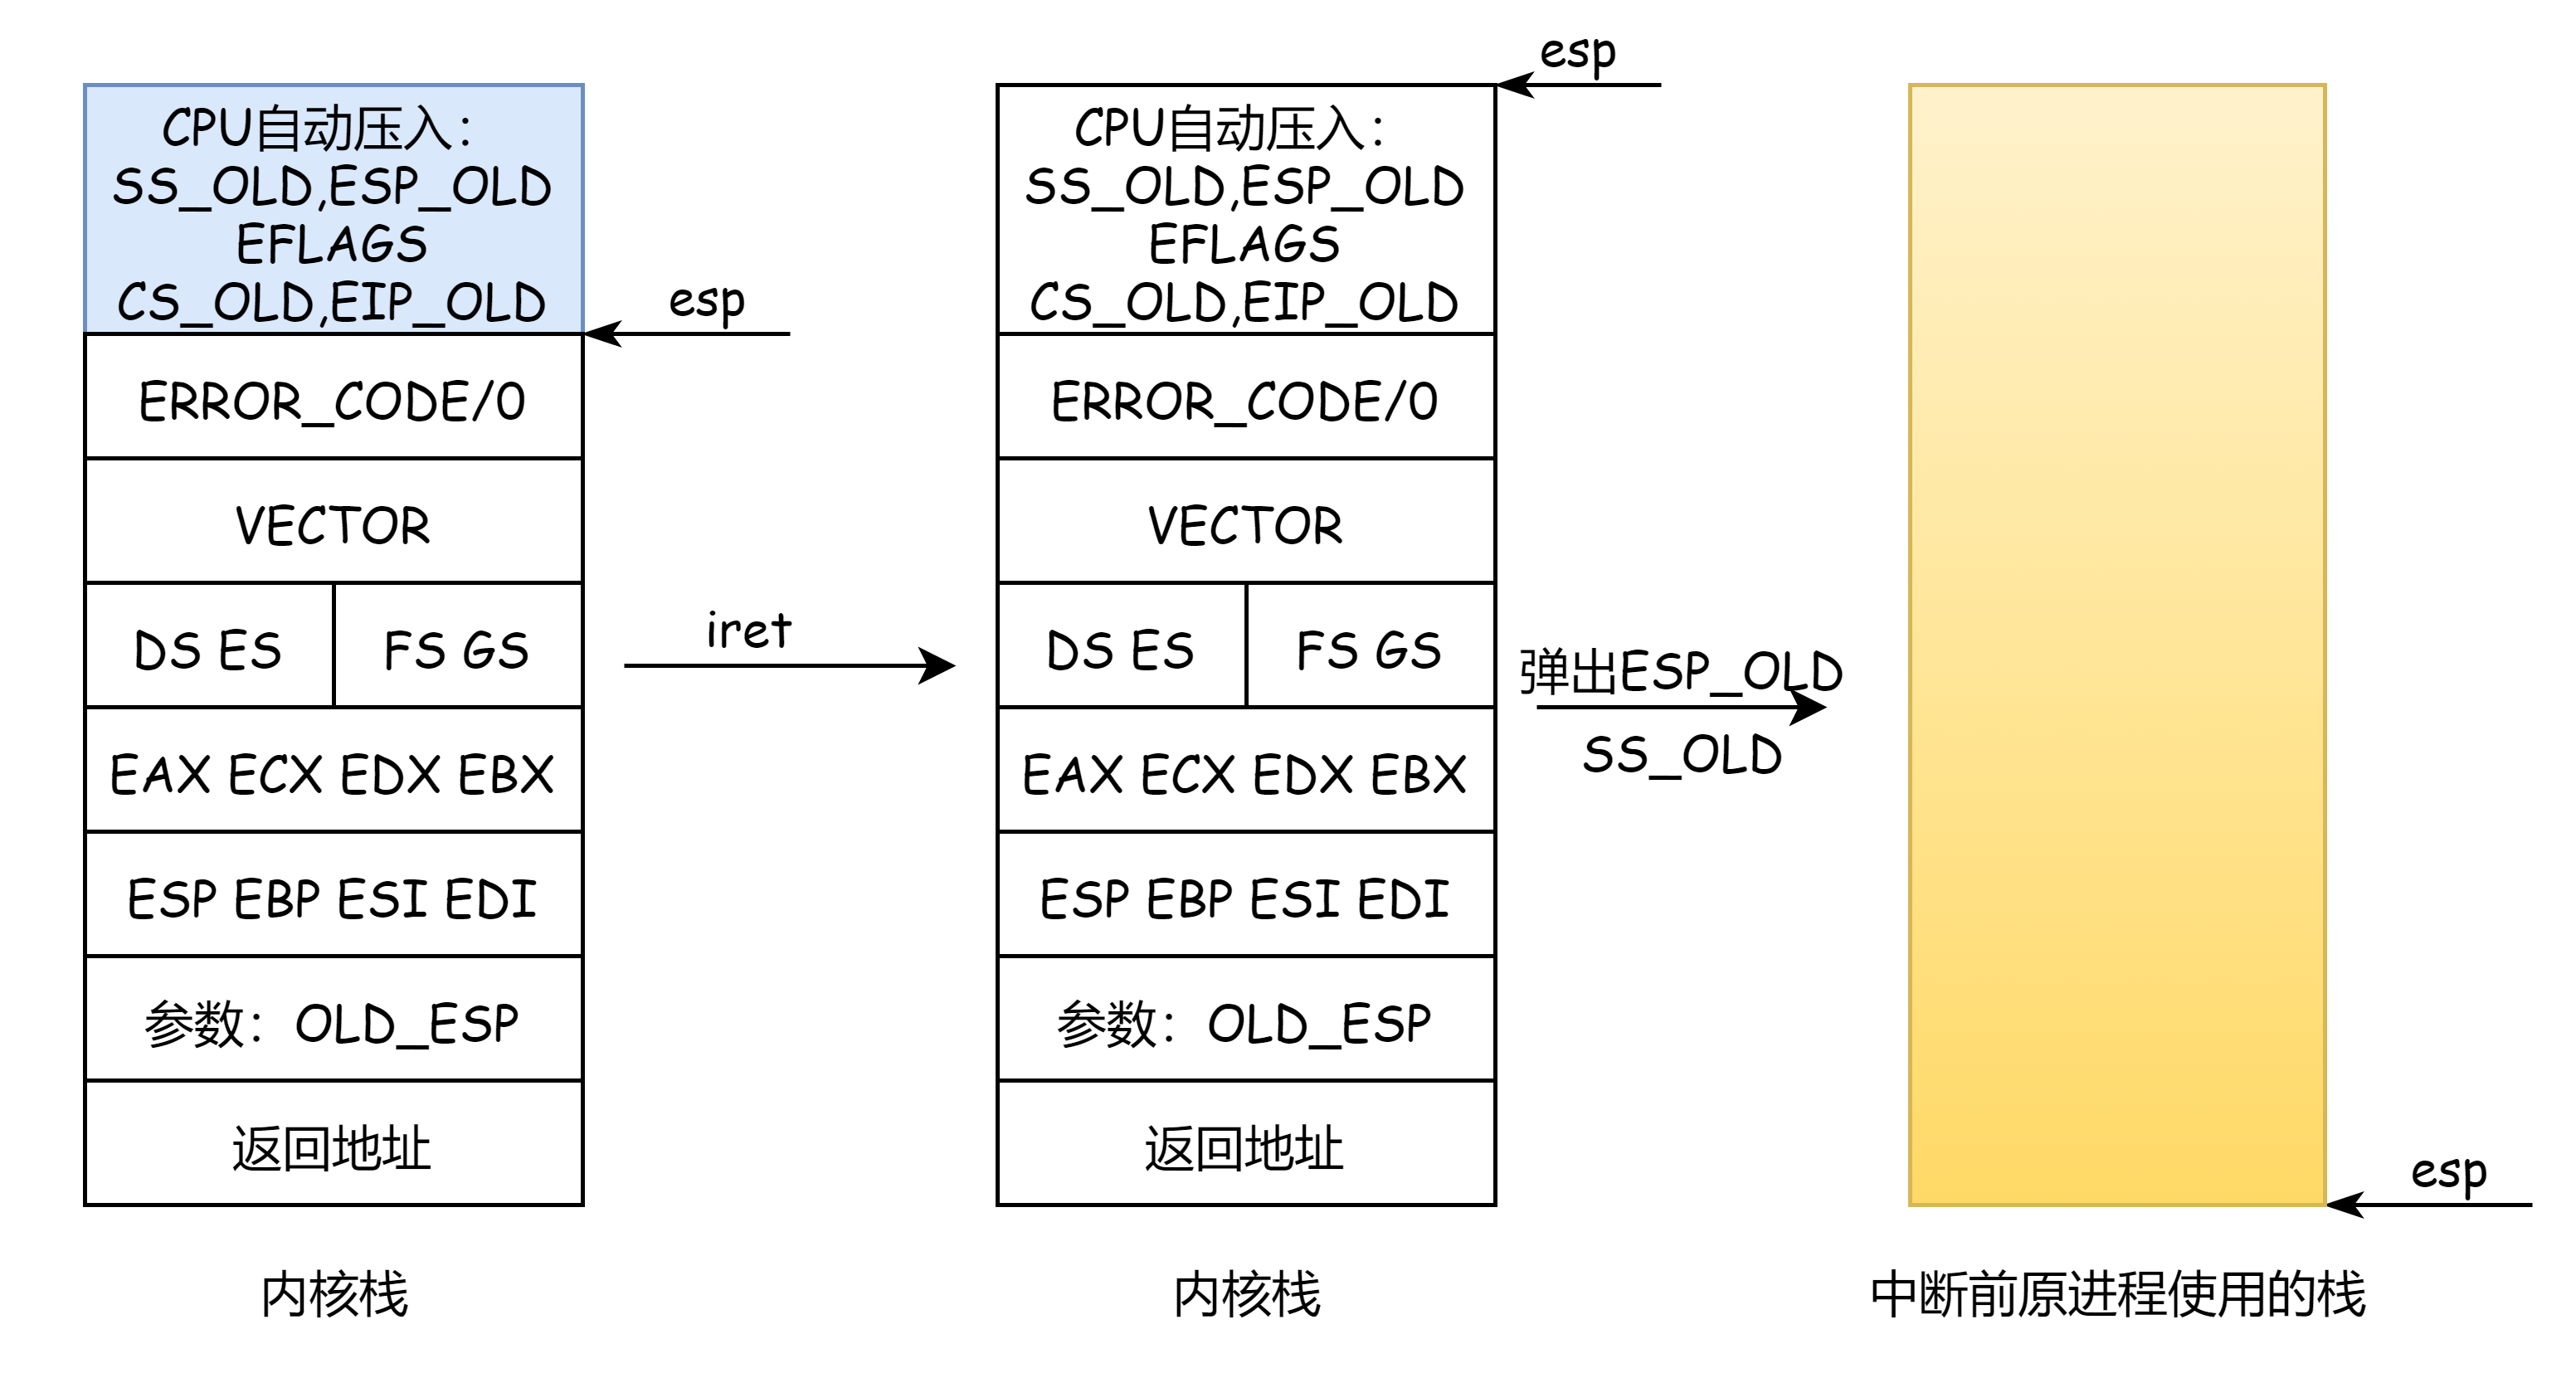 CPU自动压入：
SS_OLD,ESP_OLD
EFLAGS
CS_OLD,EIP_OLD
esp
ERROR_CODE/0
VECTOR
DS ES
FS GS
EAX ECX EDX EBX
ESP EBP ESI EDI
参数：OLD_ESP
返回地址
内核栈
iret
esp
CPU自动压入：
SS_OLD,ESP_OLD
EFLAGS
CS_OLD,EIP_OLD
ERROR_CODE/0
VECTOR
DS ES
FS GS
EAX ECX EDX EBX
ESP EBP ESI EDI
参数：OLD_ESP
返回地址
内核栈
弹出ESP_OLD
SS_OLD
esp
中断前原进程使用的栈